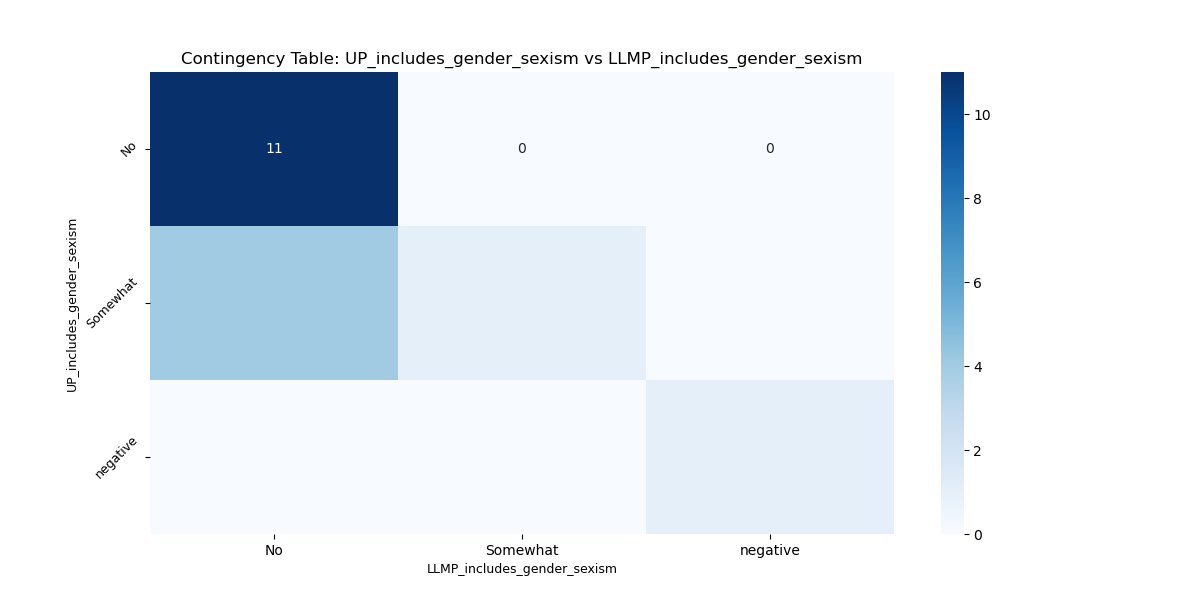 Contingency Table: UP_includes_gender_sexism vs LLMP_includes_gender_sexism
No
11
0
0
Somewhat
negative
UP_includes_gender_sexism
No
Somewhat
negative
LLMP_includes_gender_sexism
10
8
6
4
2
0